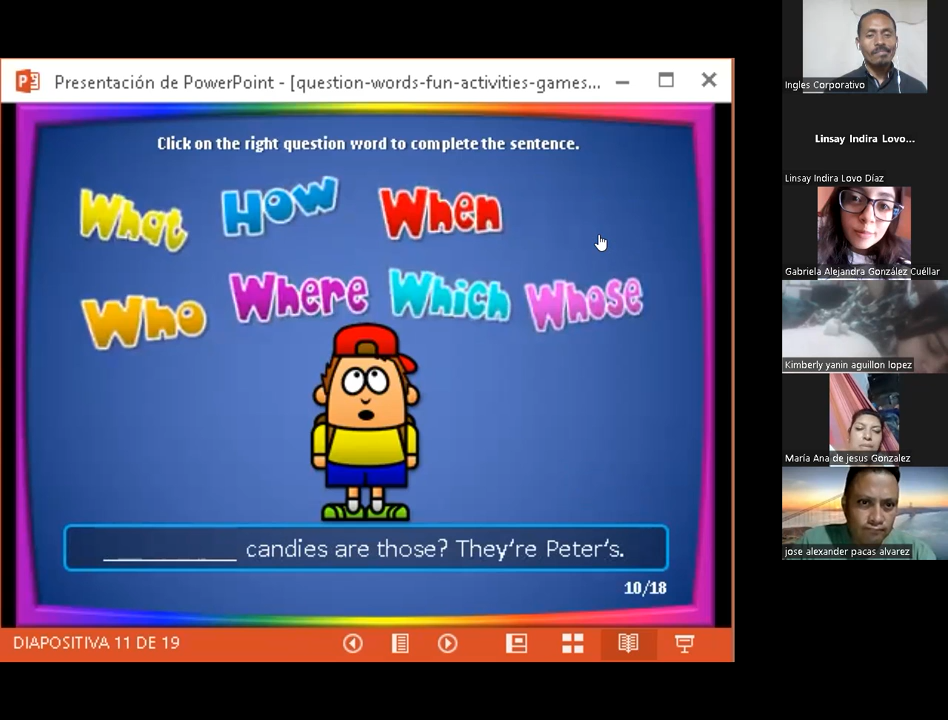 Presentación de PowerPoint - [question-words-fun-activities-games...
Click on the right question word to complete the sentence.
What How When
Who Where Which Whose
____________ candies are those? They're Peter's.
10/18
DIAPOSITIVA 11 DE 19
Ingles Corporativo
Linsay Indira Lovo...
Linsay Indira Lovo Díaz
Gabriela Alejandra González Cuéllar
Kimberly yanin aguillon lopez
María Ana de jesus Gonzalez
jose alexander pacas alvarez